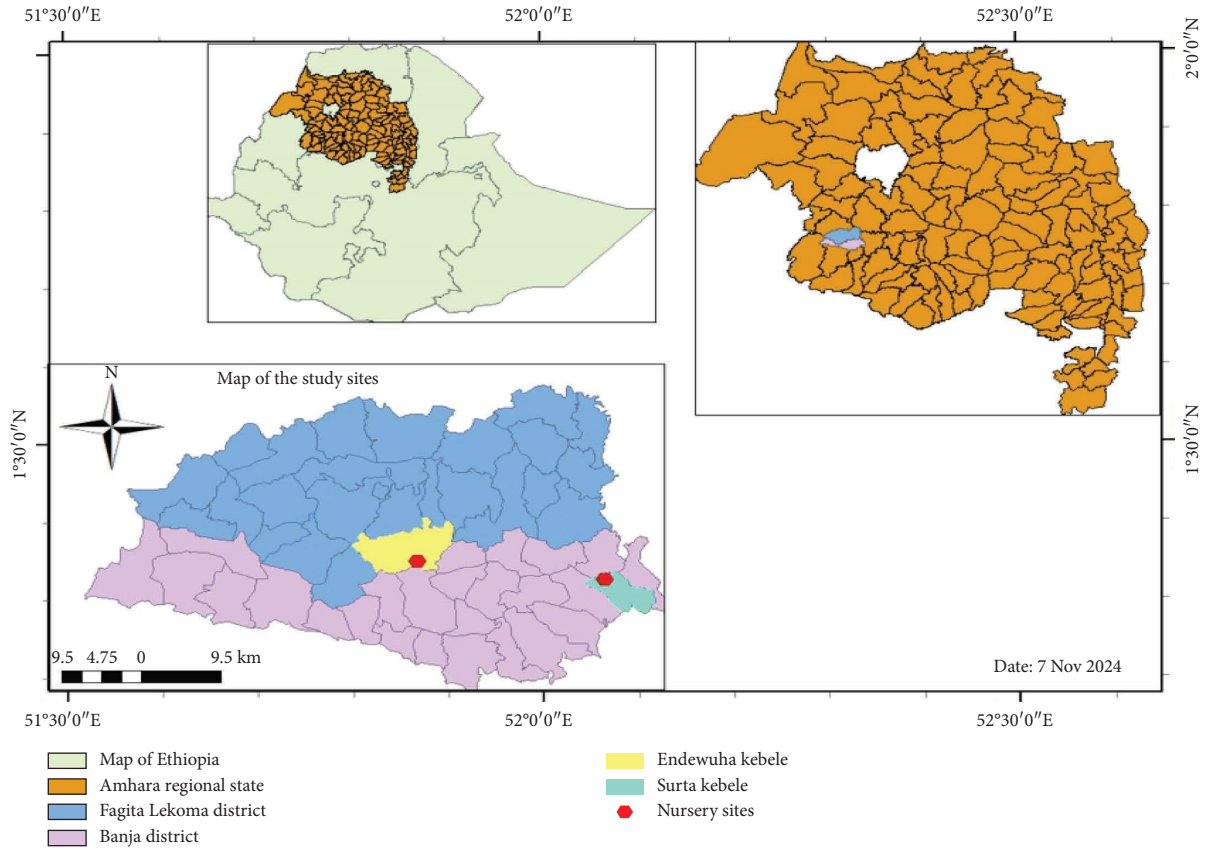 51°30′0″E 52°0′0″E 52°30′0″E
2°0′0″N
Map of the study sites
N
1°30′0″N 1°30′0″N
9.5 4.75 0 9.5 km
Date: 7 Nov 2024
51°30′0″E 52°0′0″E 52°30′0″E
Map of Ethiopia
Amhara regional state
Fagita Lekoma district
Banja district
Endewuha kebele
Surta kebele
Nursery sites